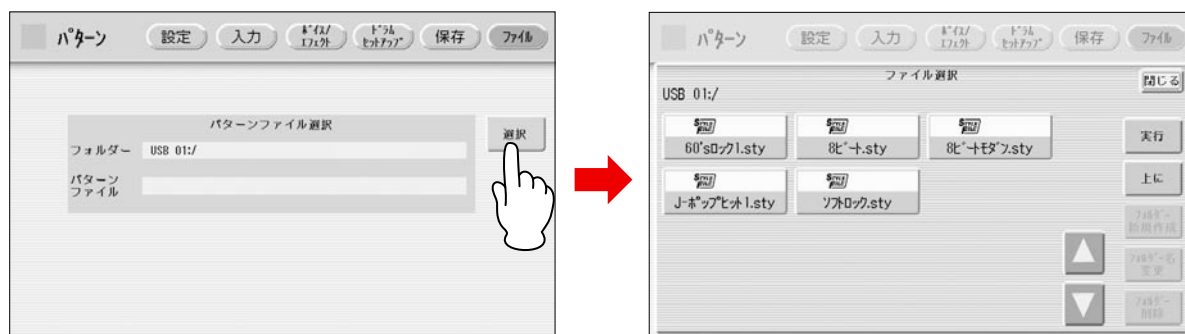 パターン 設定 入力 ボイス/エフェクト ドラムセットアップ 保存 ファイル
パターンファイル選択
フォルダー USB 01:/
パターンファイル
選択
パターン 設定 入力 ボイス/エフェクト ドラムセットアップ 保存 ファイル
ファイル選択
閉じる
USB 01:/
60'sロック1.sty 8ビート.sty 8ビートモダン.sty
実行
J-ポップヒット1.sty ソフトロック.sty
上に
フォルダー新規作成
フォルダー名変更
フォルダー削除